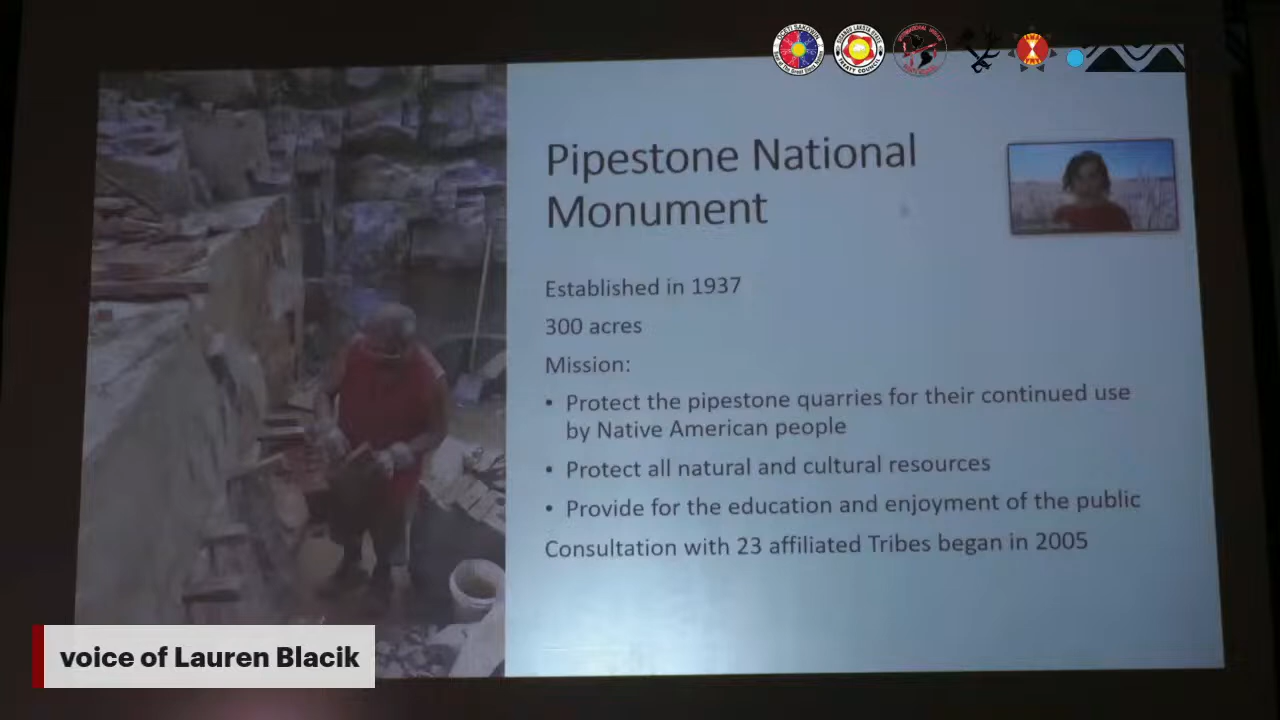 Pipestone National
Monument
Established in 1937
300 acres
Mission:
• Protect the pipestone quarries for their continued use
by Native American people
• Protect all natural and cultural resources
• Provide for the education and enjoyment of the public
Consultation with 23 affiliated Tribes began in 2005
voice of Lauren Blacik